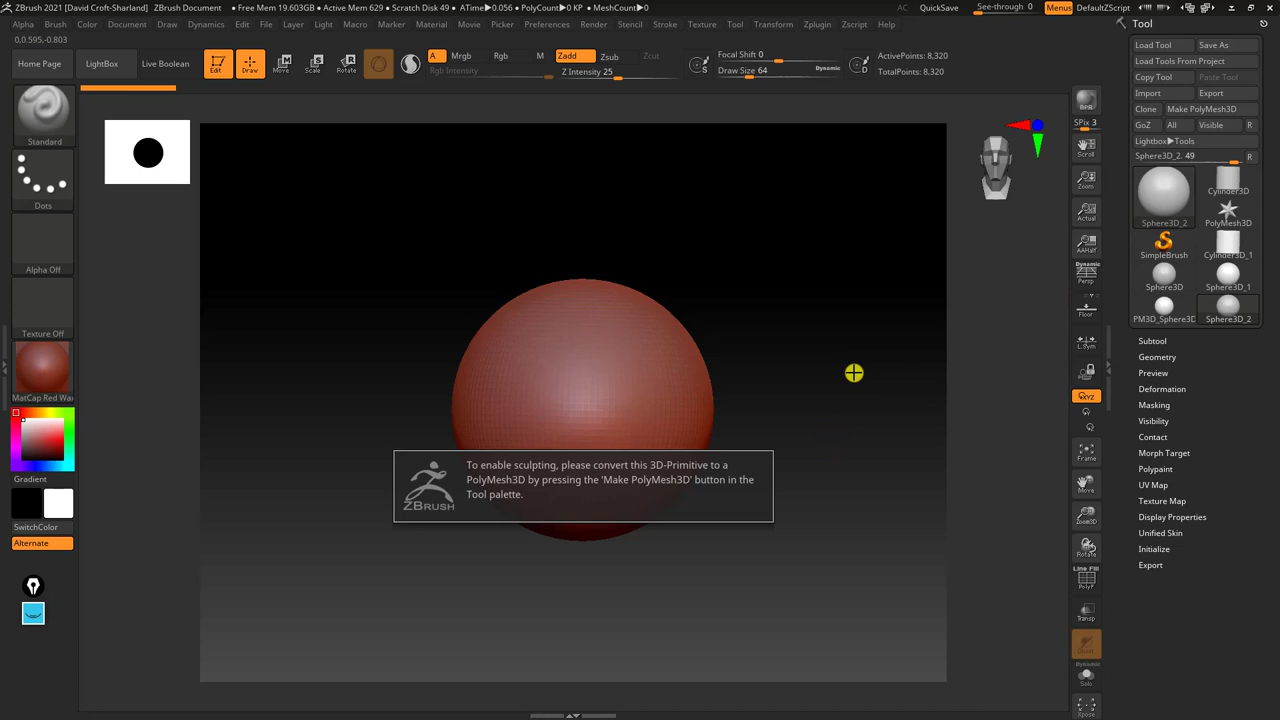 ZBrush 2021 [David Croft-Sharland] ZBrush Document • Free Mem 19.603GB • Active Mem 629 • Scratch Disk 49 • ATime▶0.056 • PolyCount▶0 KP • MeshCount▶0 AC QuickSave See-through 0 Menus DefaultZScript
Alpha Brush Color Document Draw Dynamics Edit File Layer Light Macro Marker Material Movie Picker Preferences Render Stencil Stroke Texture Tool Transform Zplugin Zscript Help
0,0.595,-0.803
Home Page LightBox Live Boolean
Edit Draw Move Scale Rotate
A Mrgb Rgb M
Rgb Intensity
Zadd Zsub Zcut
Z Intensity 25
Focal Shift 0
Draw Size 64 Dynamic
S
D
ActivePoints: 8,320
TotalPoints: 8,320
Standard
Dots
Alpha Off
Texture Off
MatCap Red Wax
Gradient
SwitchColor
Alternate
To enable sculpting, please convert this 3D-Primitive to a
PolyMesh3D by pressing the 'Make PolyMesh3D' button in the
Tool palette.
ZBRUSH
BPR
SPix 3
Scroll
Zoom
Actual
AAHalf
Dynamic
Persp
Floor
L.Sym
XYZ
Frame
Move
Zoom3D
Rotate
Line Fill
PolyF
Transp
Ghost
Dynamic
Solo
Xpose
Tool
Load Tool Save As
Load Tools From Project
Copy Tool Paste Tool
Import Export
Clone Make PolyMesh3D
GoZ All Visible R
Lightbox▶Tools
Sphere3D_2. 49 R
Sphere3D_2 Cylinder3D
PolyMesh3D
SimpleBrush Cylinder3D_1
Sphere3D Sphere3D_1
PM3D_Sphere3D Sphere3D_2
Subtool
Geometry
Preview
Deformation
Masking
Visibility
Contact
Morph Target
Polypaint
UV Map
Texture Map
Display Properties
Unified Skin
Initialize
Export